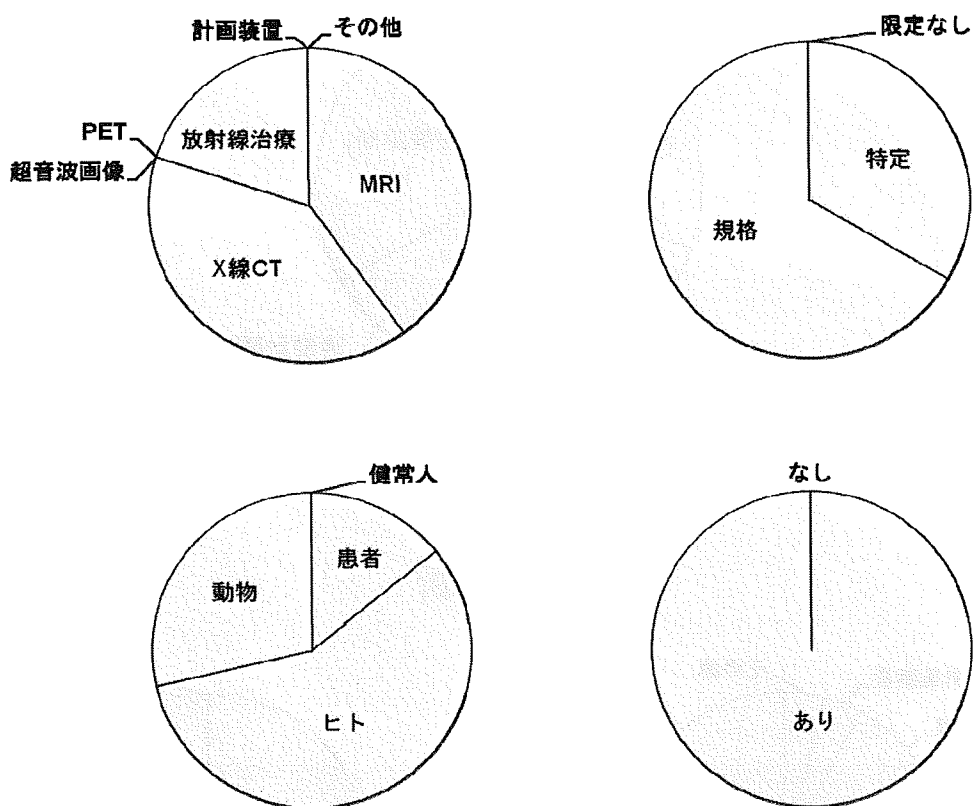 計画装置
その他
PET
放射線治療
超音波画像
MRI
X線CT
限定なし
特定
規格
健常人
患者
動物
ヒト
なし
あり